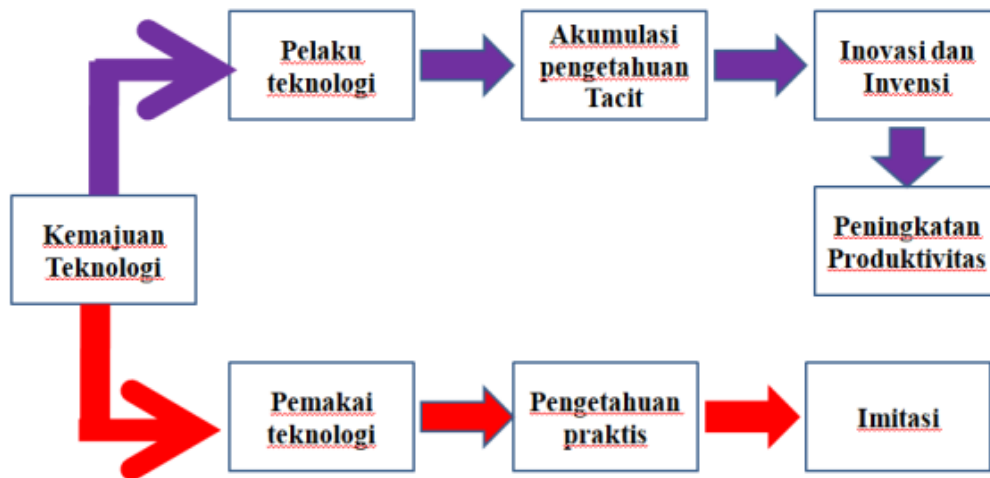 Pelaku
teknologi
Akumulasi
pengetahuan
Tacit
Inovasi dan
Invensi
Peningkatan
Produktivitas
Kemajuan
Teknologi
Pemakai
teknologi
Pengetahuan
praktis
Imitasi